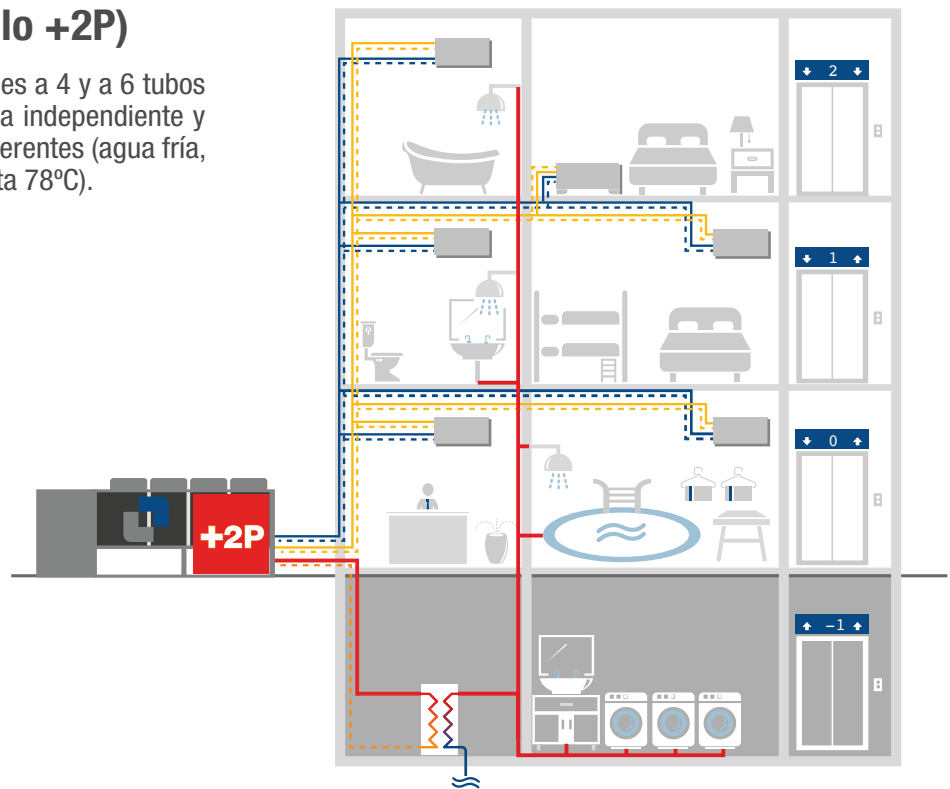 lo +2P)
es a 4 y a 6 tubos
a independiente y
erentes (agua fría,
ta 78ºC).
2
1
0
+2P
-1